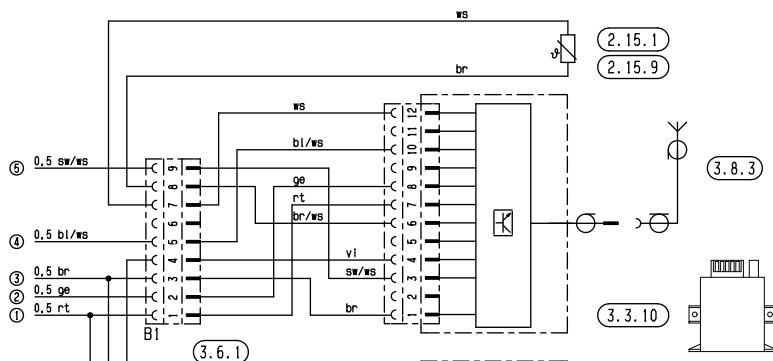 ws
2.15.1
br
2.15.9
ws
12
11
bl/ws
10
⑤ 0.5 sw/ws
9
9
3.8.3
8
ge
8
7
rt
7
6
br/ws
6
④ 0.5 bl/ws
5
5
4
vi
4
③ 0.5 br
3
sw/ws
3
② 0.5 ge
2
2
① 0.5 rt
1
br
1
3.3.10
B1
3.6.1